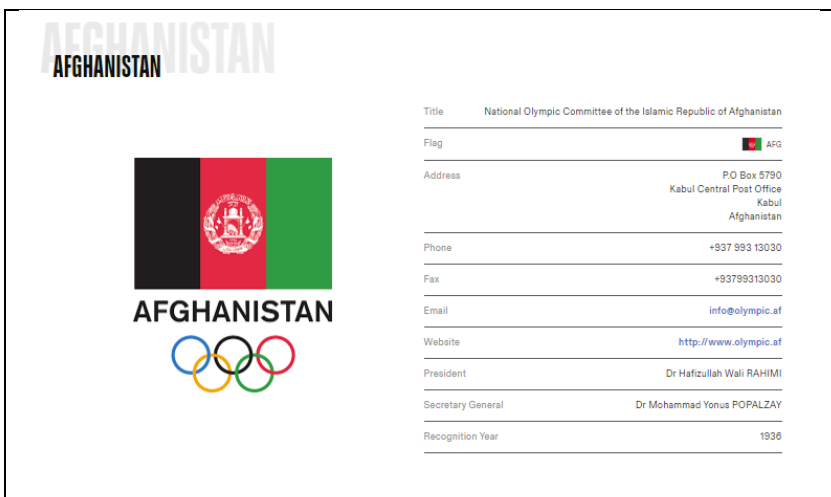 AFGHANISTAN
AFGHANISTAN
Title National Olympic Committee of the Islamic Republic of Afghanistan
Flag AFG
Address P.O Box 5790
Kabul Central Post Office
Kabul
Afghanistan
Phone +937 993 13030
Fax +93799313030
Email info@olympic.af
Website http://www.olympic.af
President Dr Hafizullah Wali RAHIMI
Secretary General Dr Mohammad Yonus POPALZAY
Recognition Year 1936
AFGHANISTAN